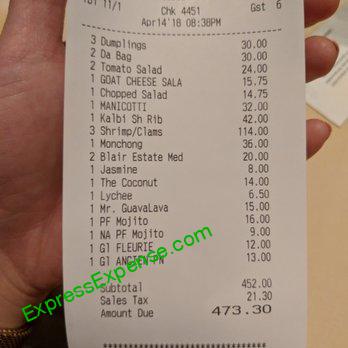 Tbl 11/1 Chk 4451 Gst 6
Apr14'18 08:38PM
3 Dumplings 30.00
2 Da Bag 30.00
2 Tomato Salad 24.00
1 GOAT CHEESE SALA 15.75
1 Chopped Salad 14.75
1 MANICOTTI 32.00
1 Kalbi Sh Rib 42.00
3 Shrimp/Clams 114.00
1 Monchong 36.00
2 Blair Estate Med 20.00
1 Jasmine 8.00
1 The Coconut 14.00
1 Lychee 6.50
1 Mr. GuavaLava 15.00
1 PF Mojito 16.00
1 NA PF Mojito 9.00
1 Gl FLEURIE 12.00
1 Gl ANCIEN PN 13.00
Subtotal 452.00
Sales Tax 21.30
Amount Due 473.30
ExpressExpense.com